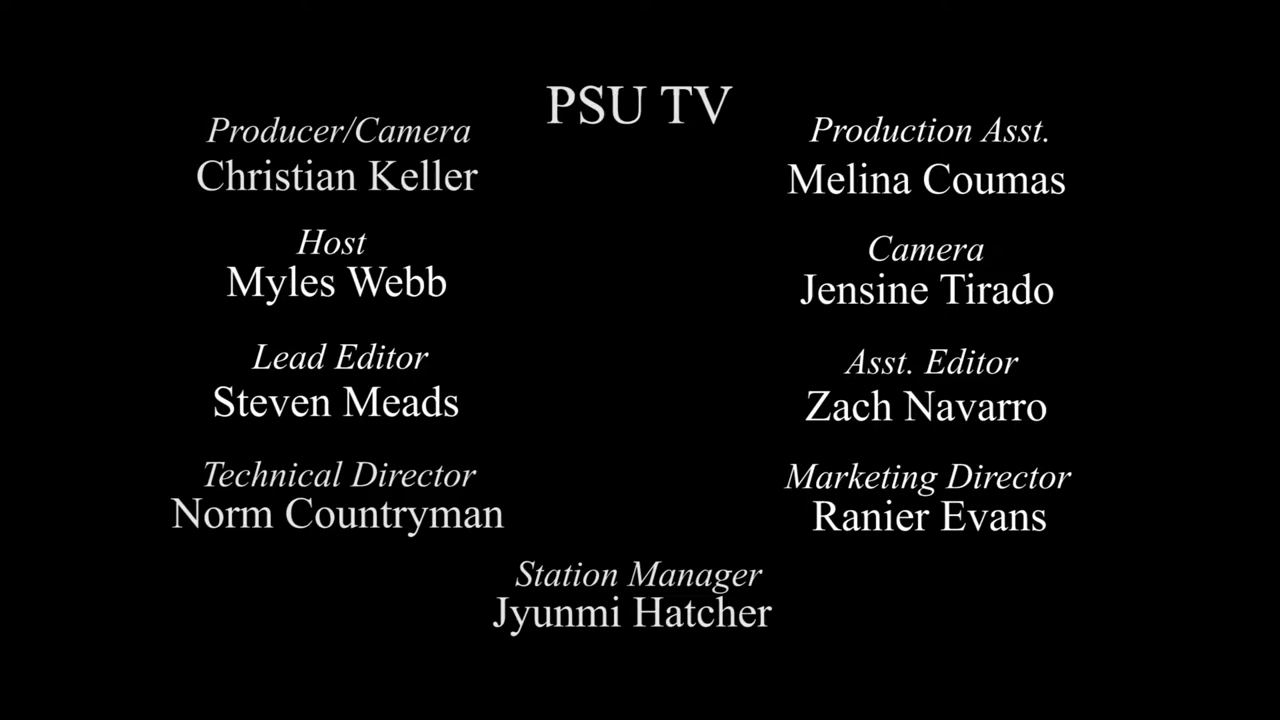 PSU TV
Producer/Camera
Christian Keller
Host
Myles Webb
Lead Editor
Steven Meads
Technical Director
Norm Countryman
Production Asst.
Melina Coumas
Camera
Jensine Tirado
Asst. Editor
Zach Navarro
Marketing Director
Ranier Evans
Station Manager
Jyunmi Hatcher